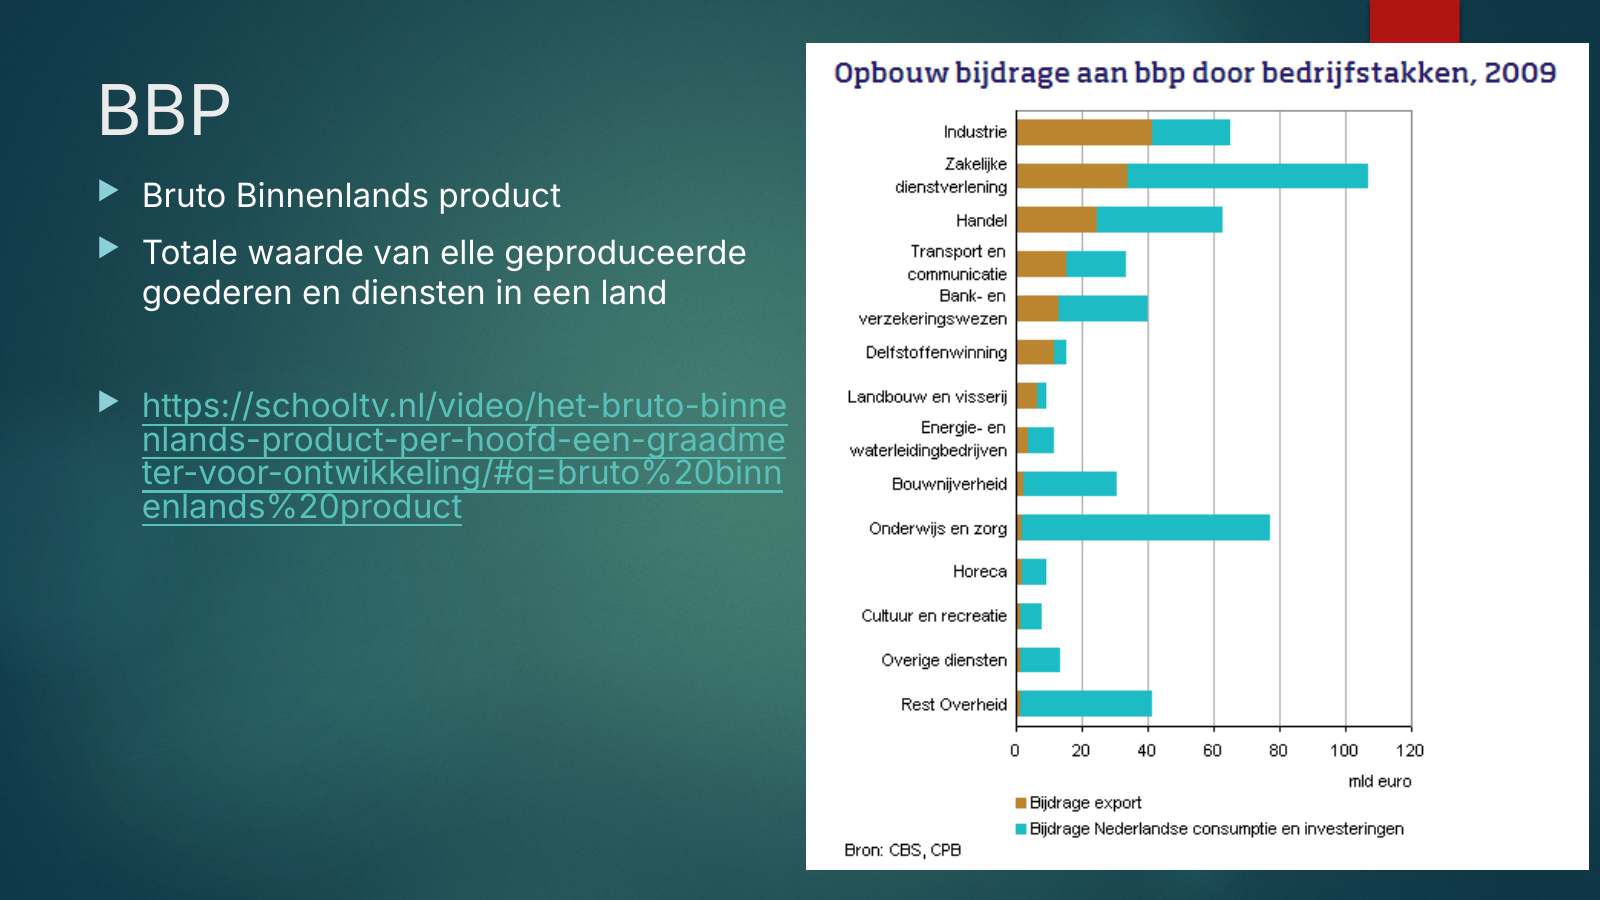 BBP
Bruto Binnenlands product
Totale waarde van elle geproduceerde
goederen en diensten in een land
https://schooltv.nl/video/het-bruto-binne
nlands-product-per-hoofd-een-graadme
ter-voor-ontwikkeling/#q=bruto%20binn
enlands%20product
Opbouw bijdrage aan bbp door bedrijfstakken, 2009
Industrie
Zakelijke
dienstverlening
Handel
Transport en
communicatie
Bank- en
verzekeringswezen
Delfstoffenwinning
Landbouw en visserij
Energie- en
waterleidingbedrijven
Bouwnijverheid
Onderwijs en zorg
Horeca
Cultuur en recreatie
Overige diensten
Rest Overheid
0 20 40 60 80 100 120
mld euro
Bijdrage export
Bijdrage Nederlandse consumptie en investeringen
Bron: CBS, CPB